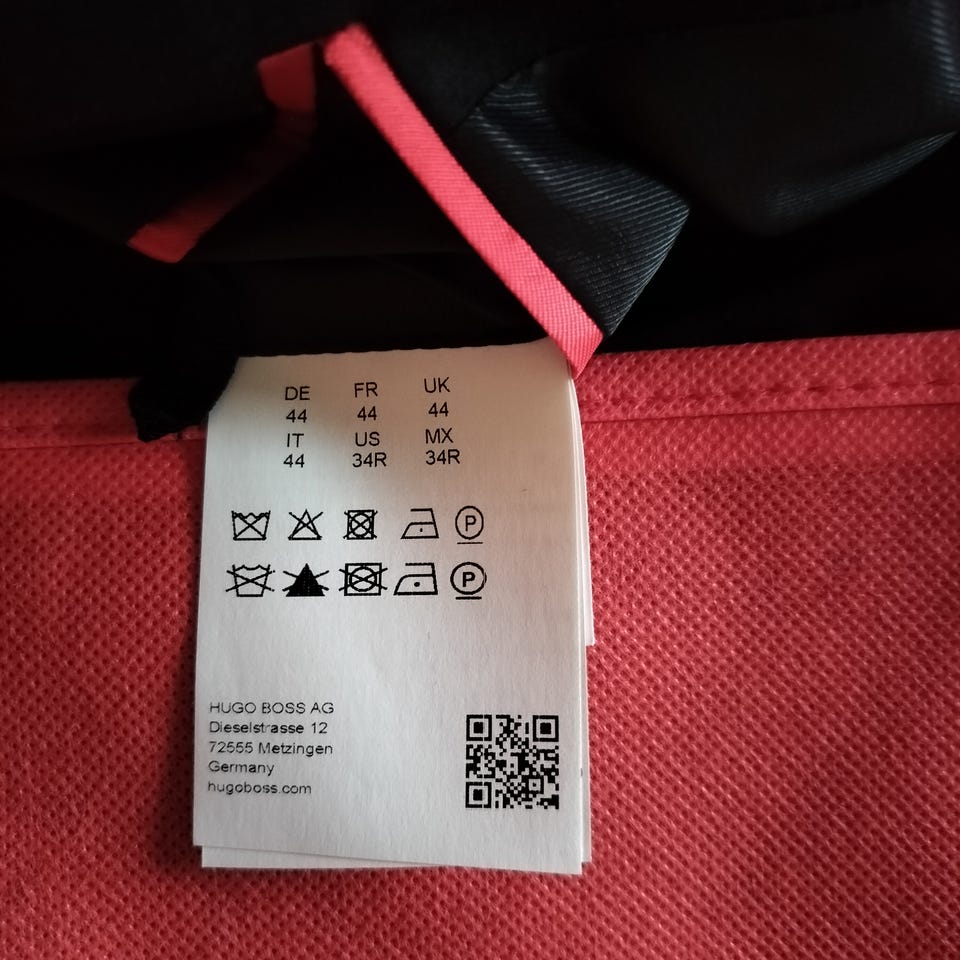 DE FR UK
44 44 44
IT US MX
44 34R 34R
P
P
HUGO BOSS AG
Dieselstrasse 12
72555 Metzingen
Germany
hugoboss.com